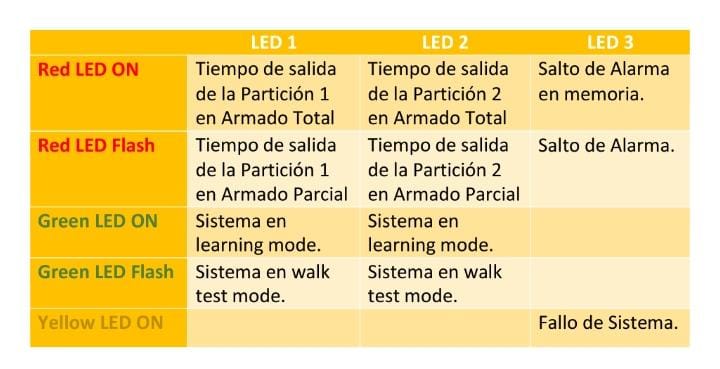 LED 1 LED 2 LED 3
Red LED ON Tiempo de salida Tiempo de salida Salto de Alarma
de la Partición 1 de la Partición 2 en memoria.
en Armado Total en Armado Total
Red LED Flash Tiempo de salida Tiempo de salida Salto de Alarma.
de la Partición 1 de la Partición 2
en Armado Parcial en Armado Parcial
Green LED ON Sistema en Sistema en
learning mode. learning mode.
Green LED Flash Sistema en walk Sistema en walk
test mode. test mode.
Yellow LED ON Fallo de Sistema.